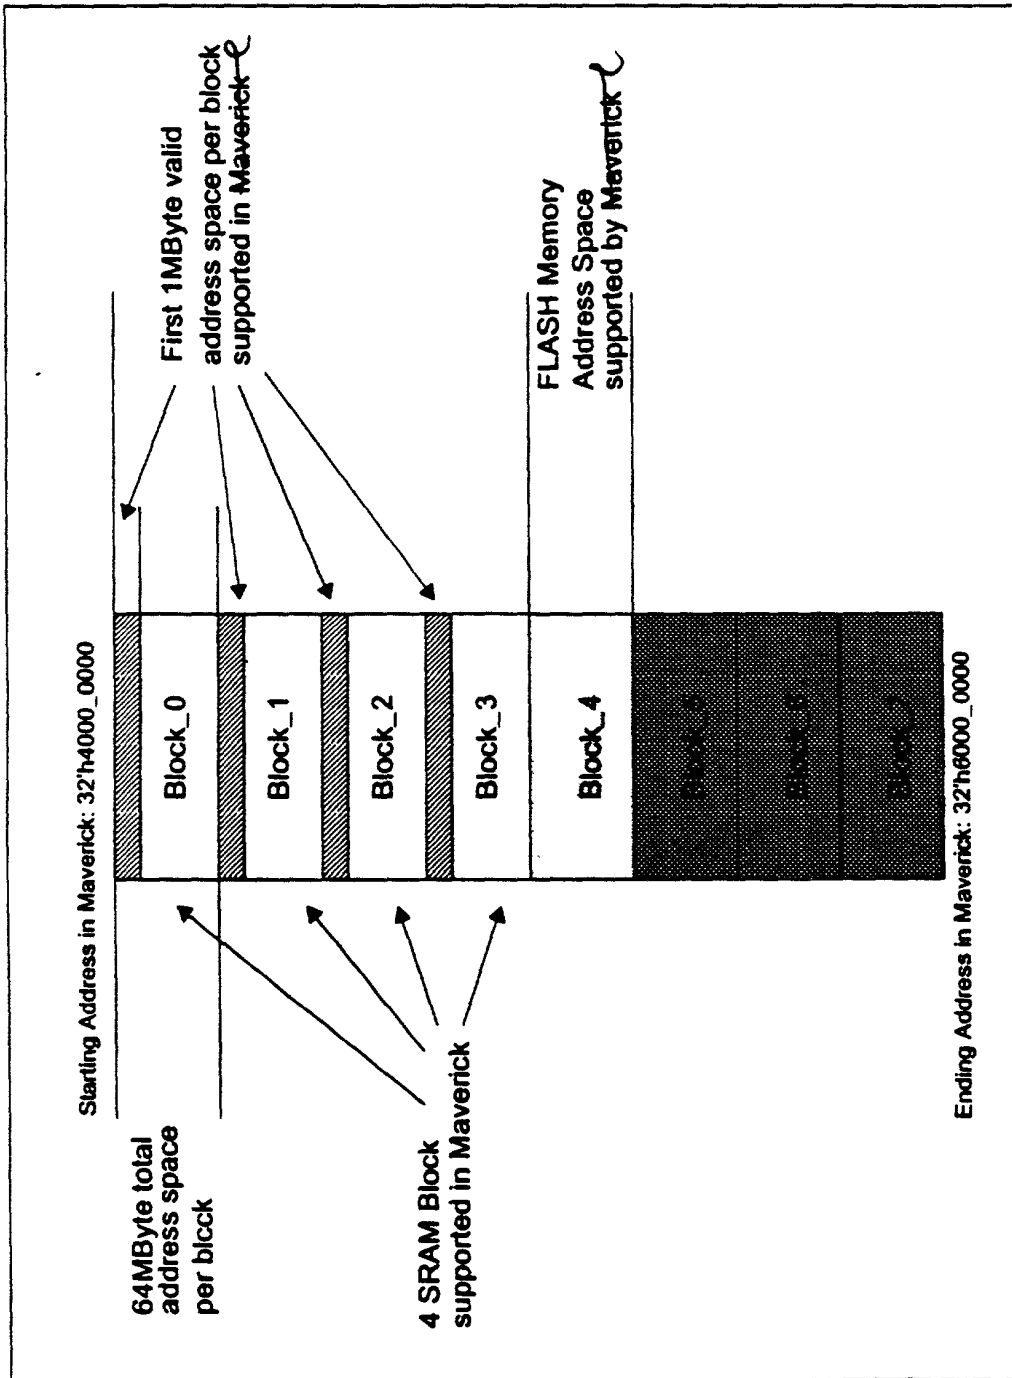 Starting Address in Maverick: 32'h4000_0000
64MByte total
address space
per block
4 SRAM Block
supported in Maverick
Block_0
Block_1
Block_2
Block_3
Block_4
First 1MByte valid
address space per block
supported in Maverick
FLASH Memory
Address Space
supported by Maverick
Ending Address in Maverick: 32'h6000_0000